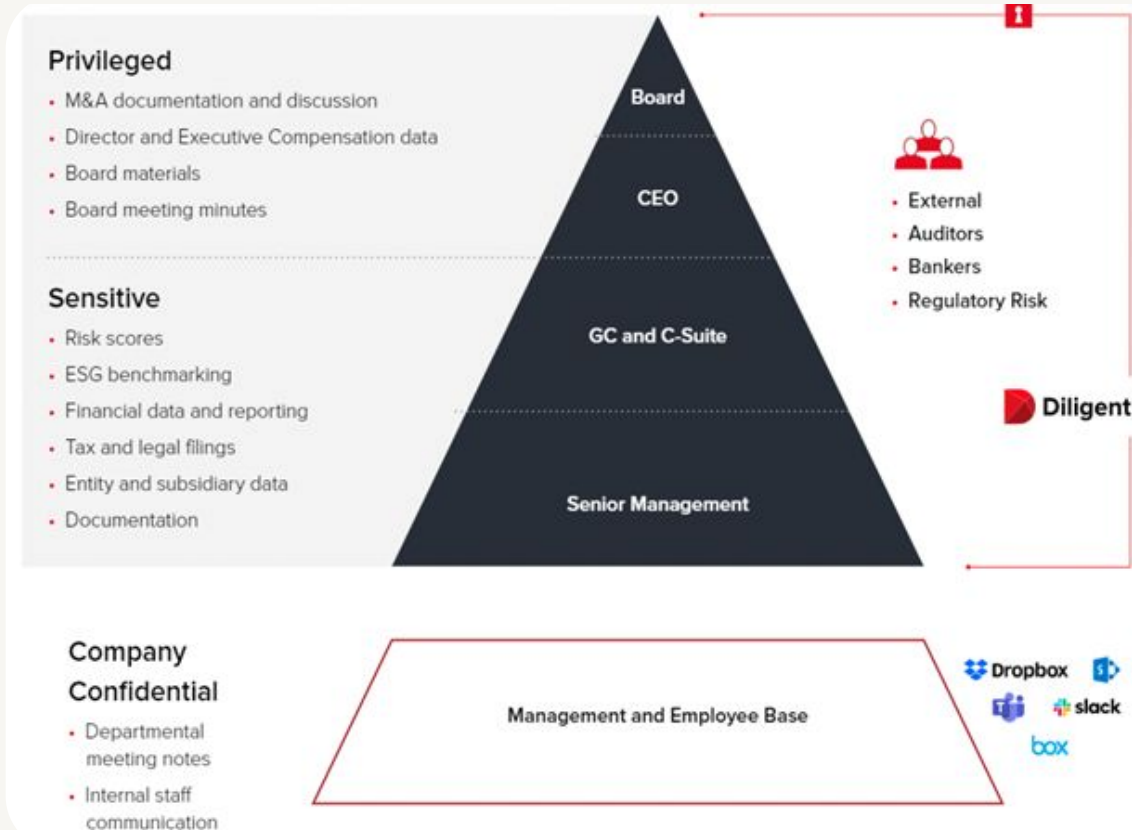 Privileged
• M&A documentation and discussion
• Director and Executive Compensation data
• Board materials
• Board meeting minutes
Sensitive
• Risk scores
• ESG benchmarking
• Financial data and reporting
• Tax and legal filings
• Entity and subsidiary data
• Documentation
Board
CEO
GC and C-Suite
Senior Management
• External
• Auditors
• Bankers
• Regulatory Risk
Diligent
Company
Confidential
• Departmental
meeting notes
• Internal staff
communication
Management and Employee Base
Dropbox
S
T
slack
box